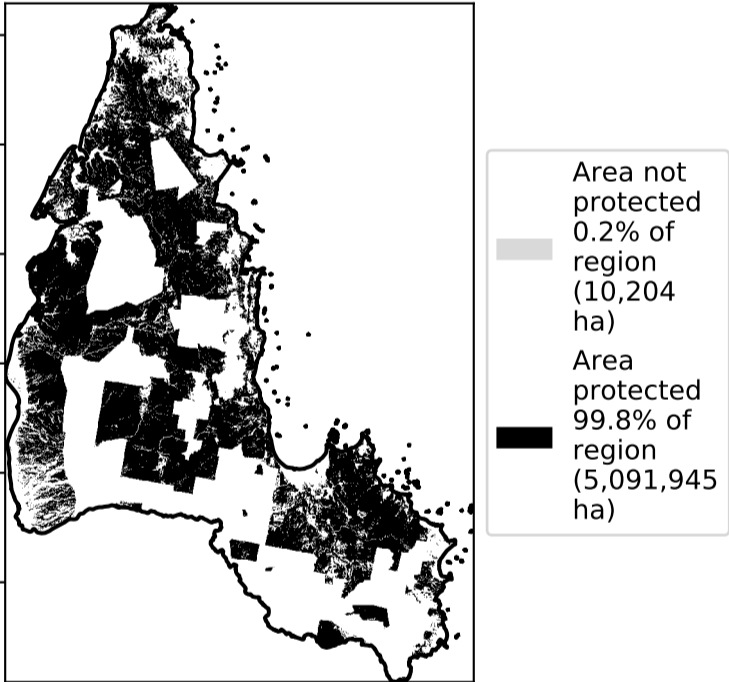 Area not
protected
0.2% of
region
(10,204
ha)
Area
protected
99.8% of
region
(5,091,945
ha)